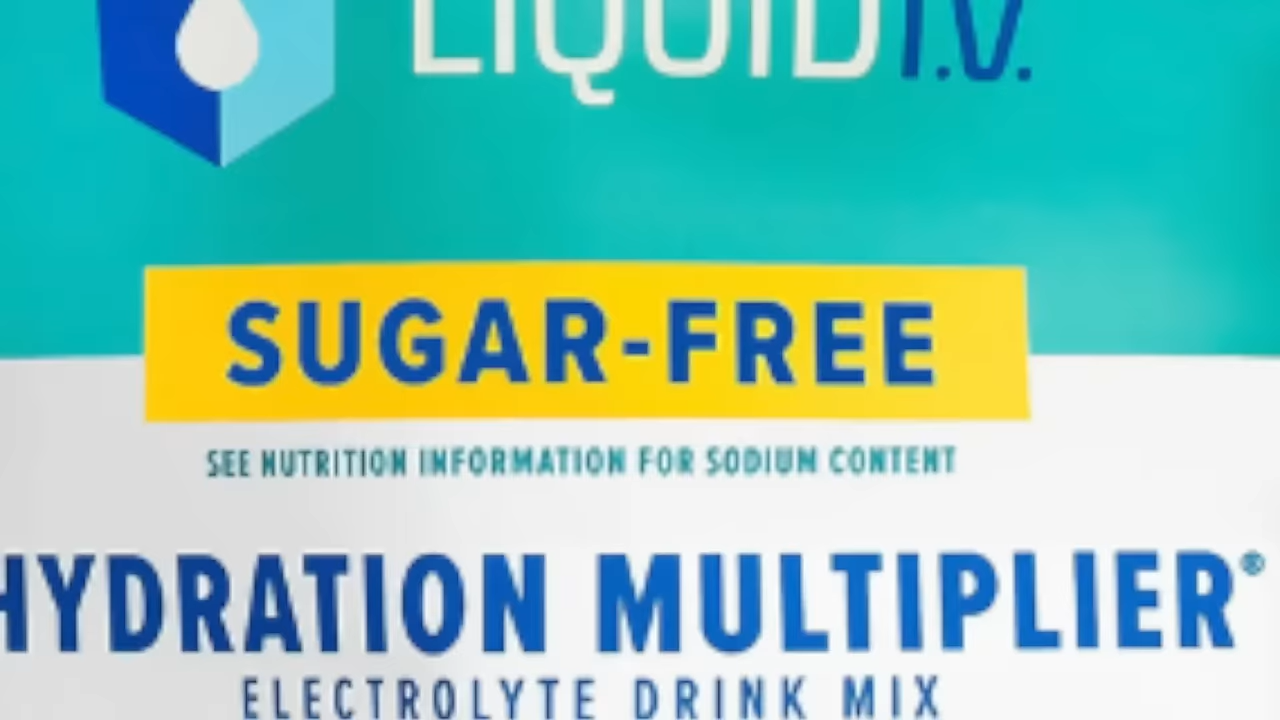 LIQUID I.V.
SUGAR-FREE
SEE NUTRITION INFORMATION FOR SODIUM CONTENT
HYDRATION MULTIPLIER®
ELECTROLYTE DRINK MIX